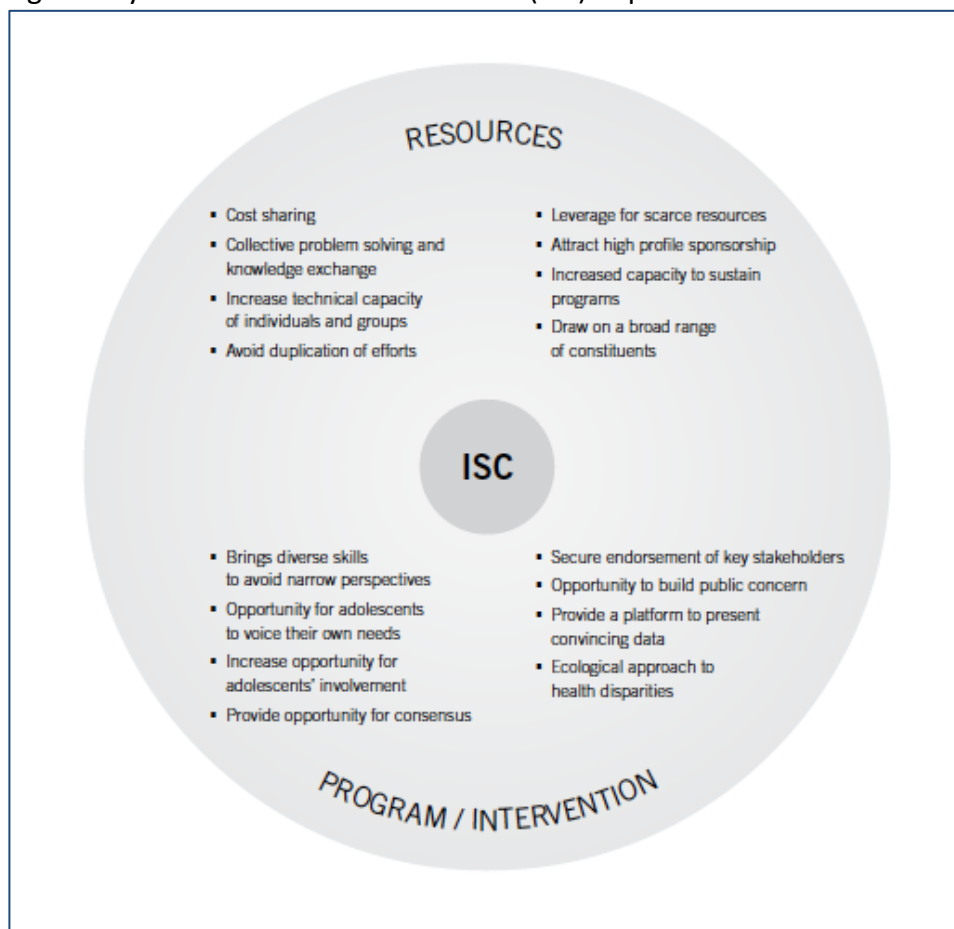 RESOURCES
▪ Cost sharing
▪ Collective problem solving and
knowledge exchange
▪ Increase technical capacity
of individuals and groups
▪ Avoid duplication of efforts
▪ Leverage for scarce resources
▪ Attract high profile sponsorship
▪ Increased capacity to sustain
programs
▪ Draw on a broad range
of constituents
ISC
▪ Brings diverse skills
to avoid narrow perspectives
▪ Opportunity for adolescents
to voice their own needs
▪ Increase opportunity for
adolescents' involvement
▪ Provide opportunity for consensus
▪ Secure endorsement of key stakeholders
▪ Opportunity to build public concern
▪ Provide a platform to present
convincing data
▪ Ecological approach to
health disparities
PROGRAM / INTERVENTION